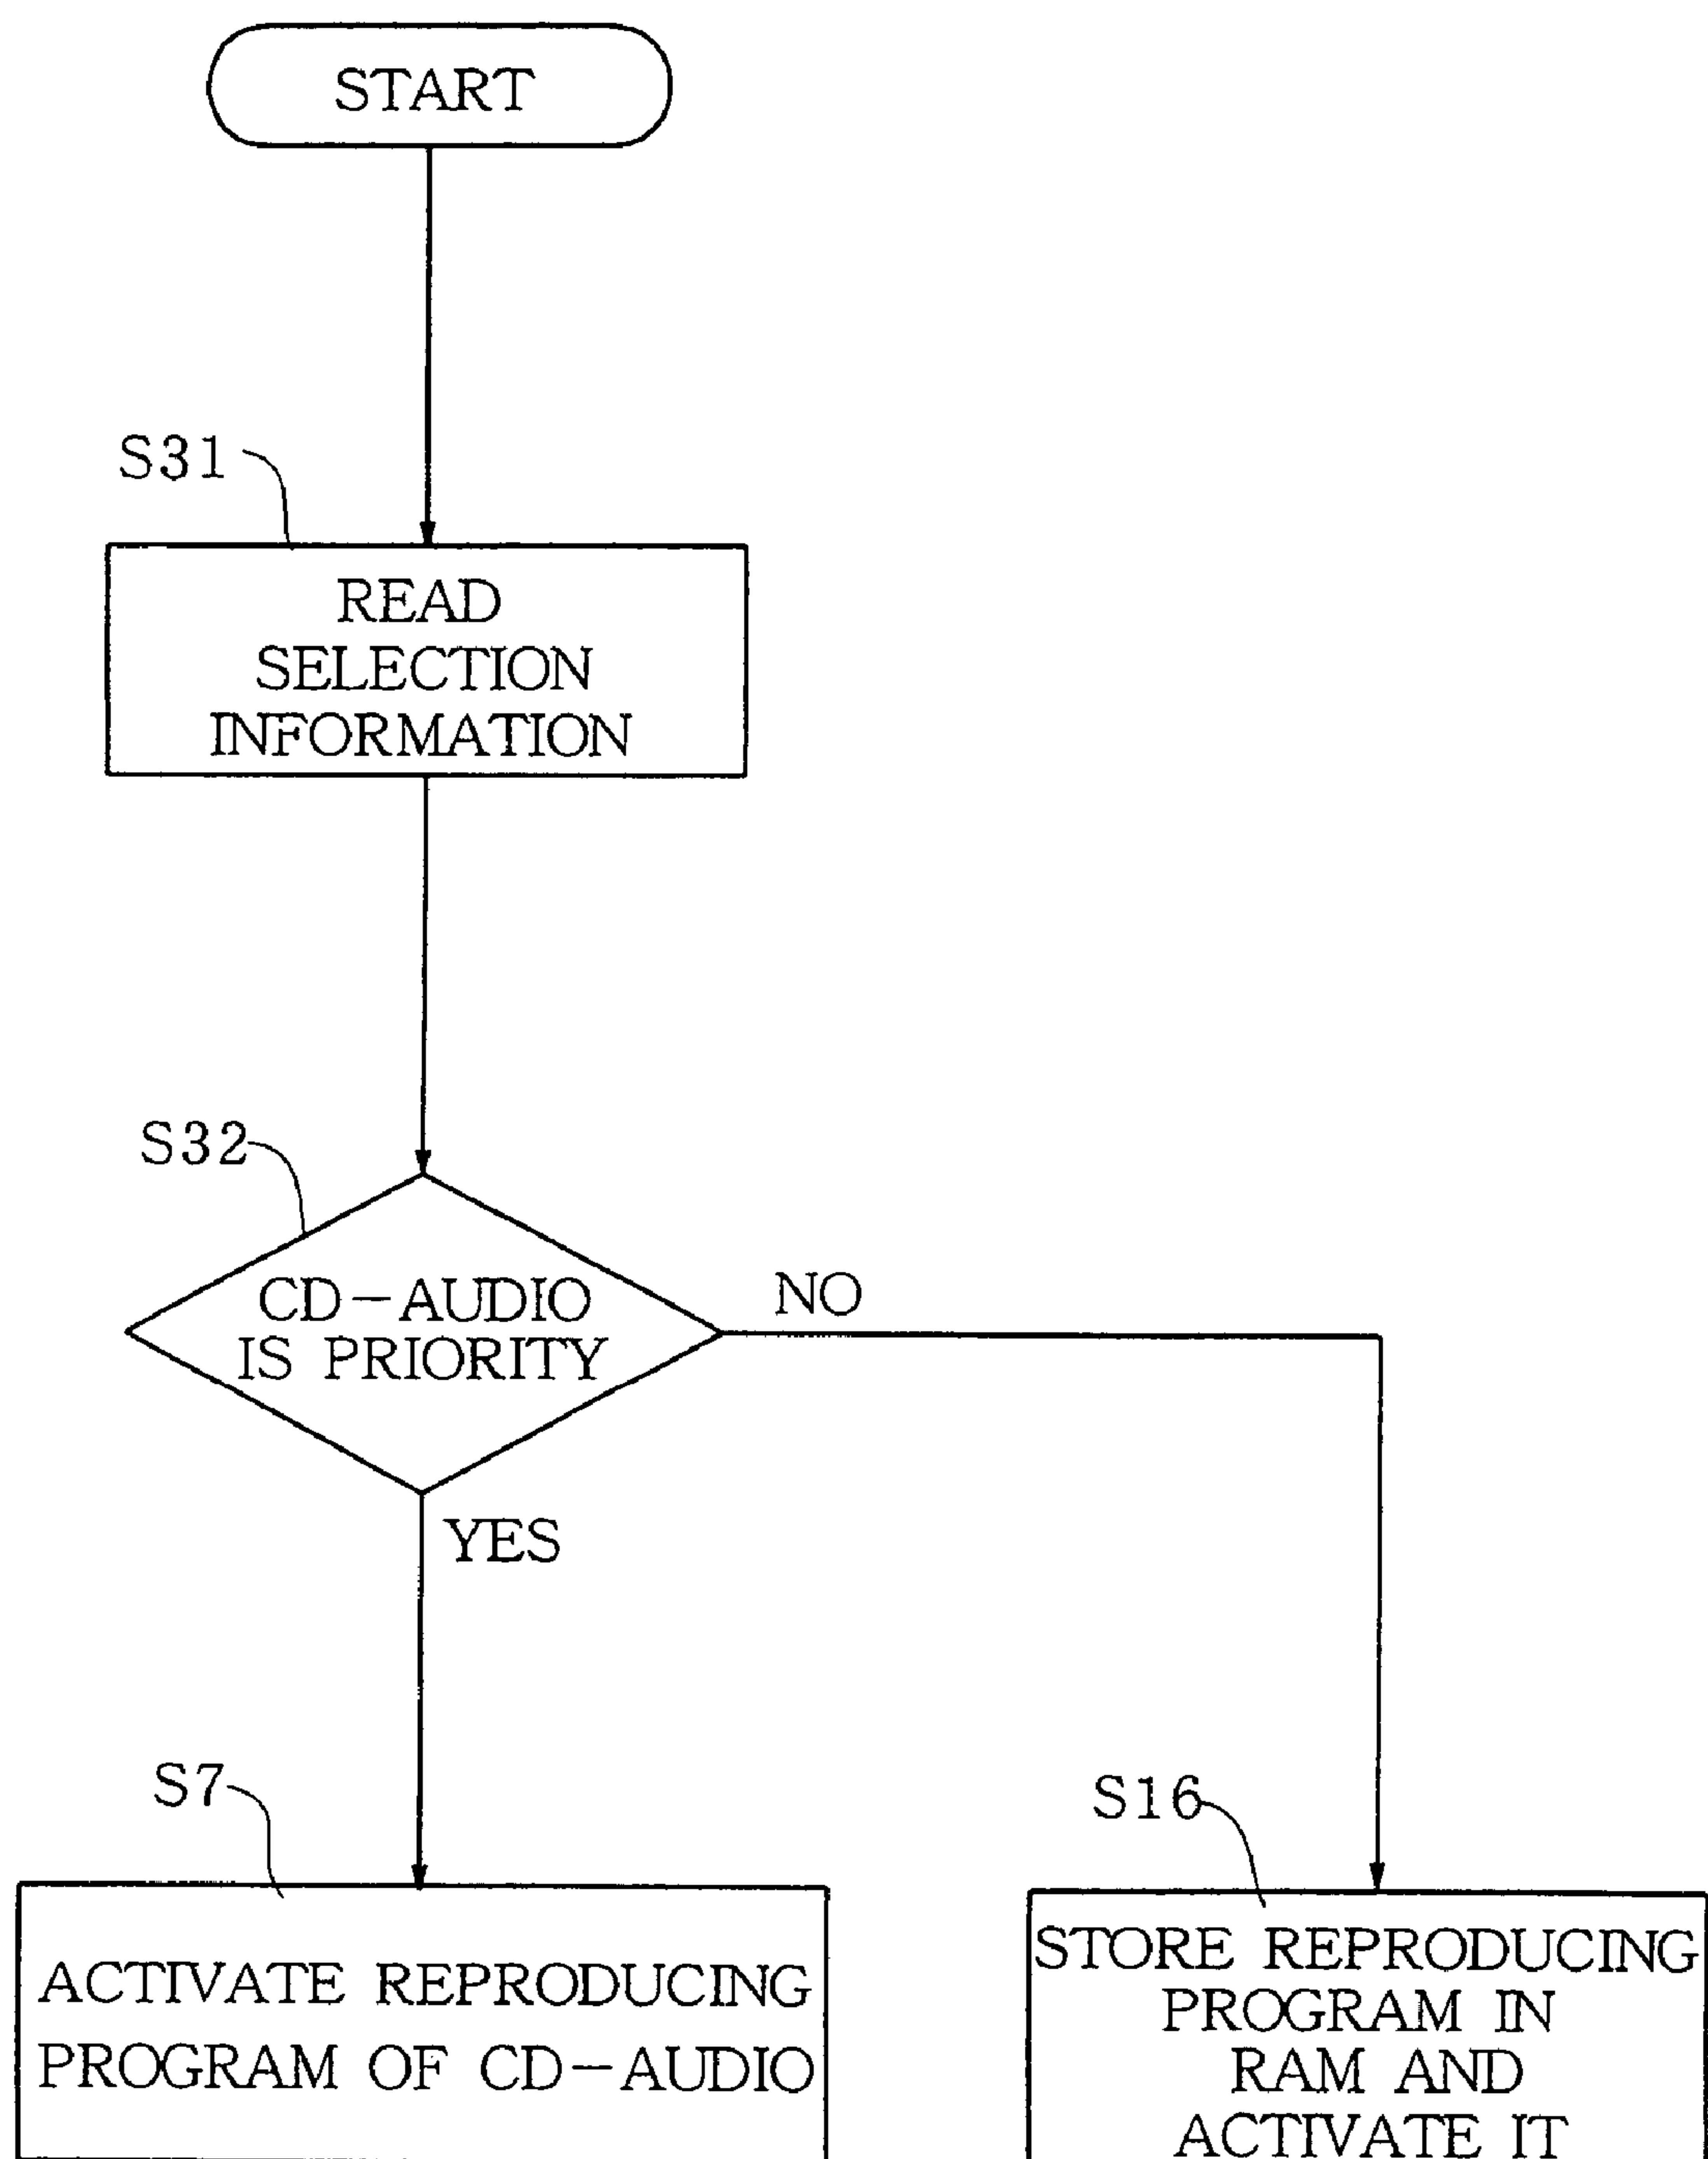 START
S31
READ
SELECTION
INFORMATION
S32
CD-AUDIO
IS PRIORITY
NO
YES
S7
ACTIVATE REPRODUCING
PROGRAM OF CD-AUDIO
S16
STORE REPRODUCING
PROGRAM IN
RAM AND
ACTIVATE IT